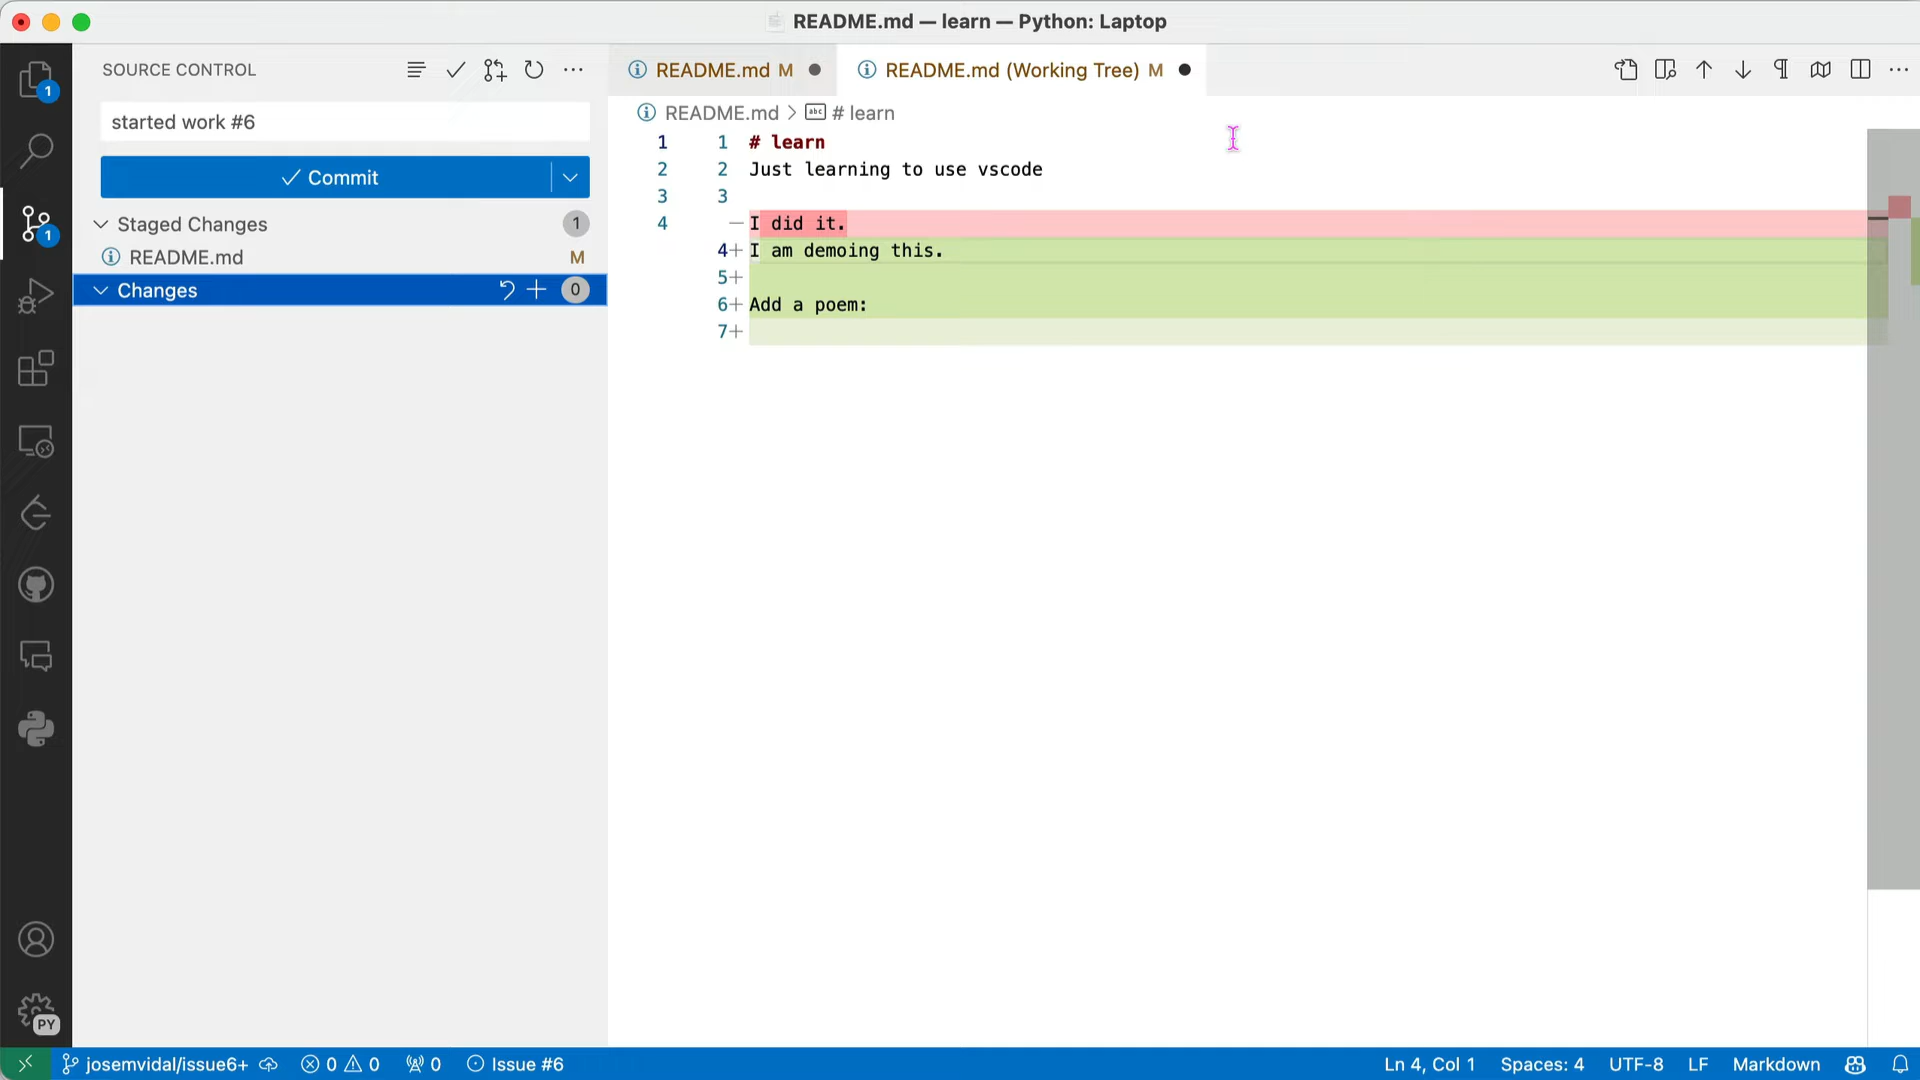 README.md — learn — Python: Laptop
SOURCE CONTROL
README.md M
README.md (Working Tree) M
1
started work #6
README.md > # learn
Commit
1 1 # learn
2 2 Just learning to use vscode
3 3
4 — I did it.
4+ I am demoing this.
5+
6+ Add a poem:
7+
Staged Changes 1
README.md M
Changes 0
1
PY
josemvidal/issue6+ 0 0 0 Issue #6
Ln 4, Col 1 Spaces: 4 UTF-8 LF Markdown